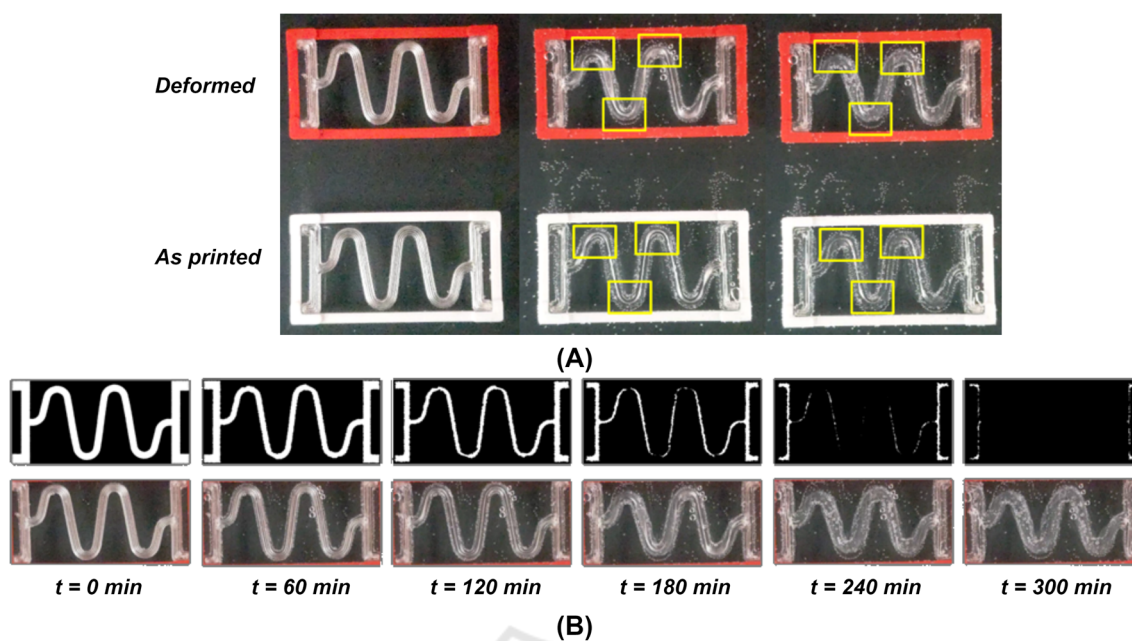 Deformed
As printed
(A)
t = 0 min t = 60 min t = 120 min t = 180 min t = 240 min t = 300 min
(B)